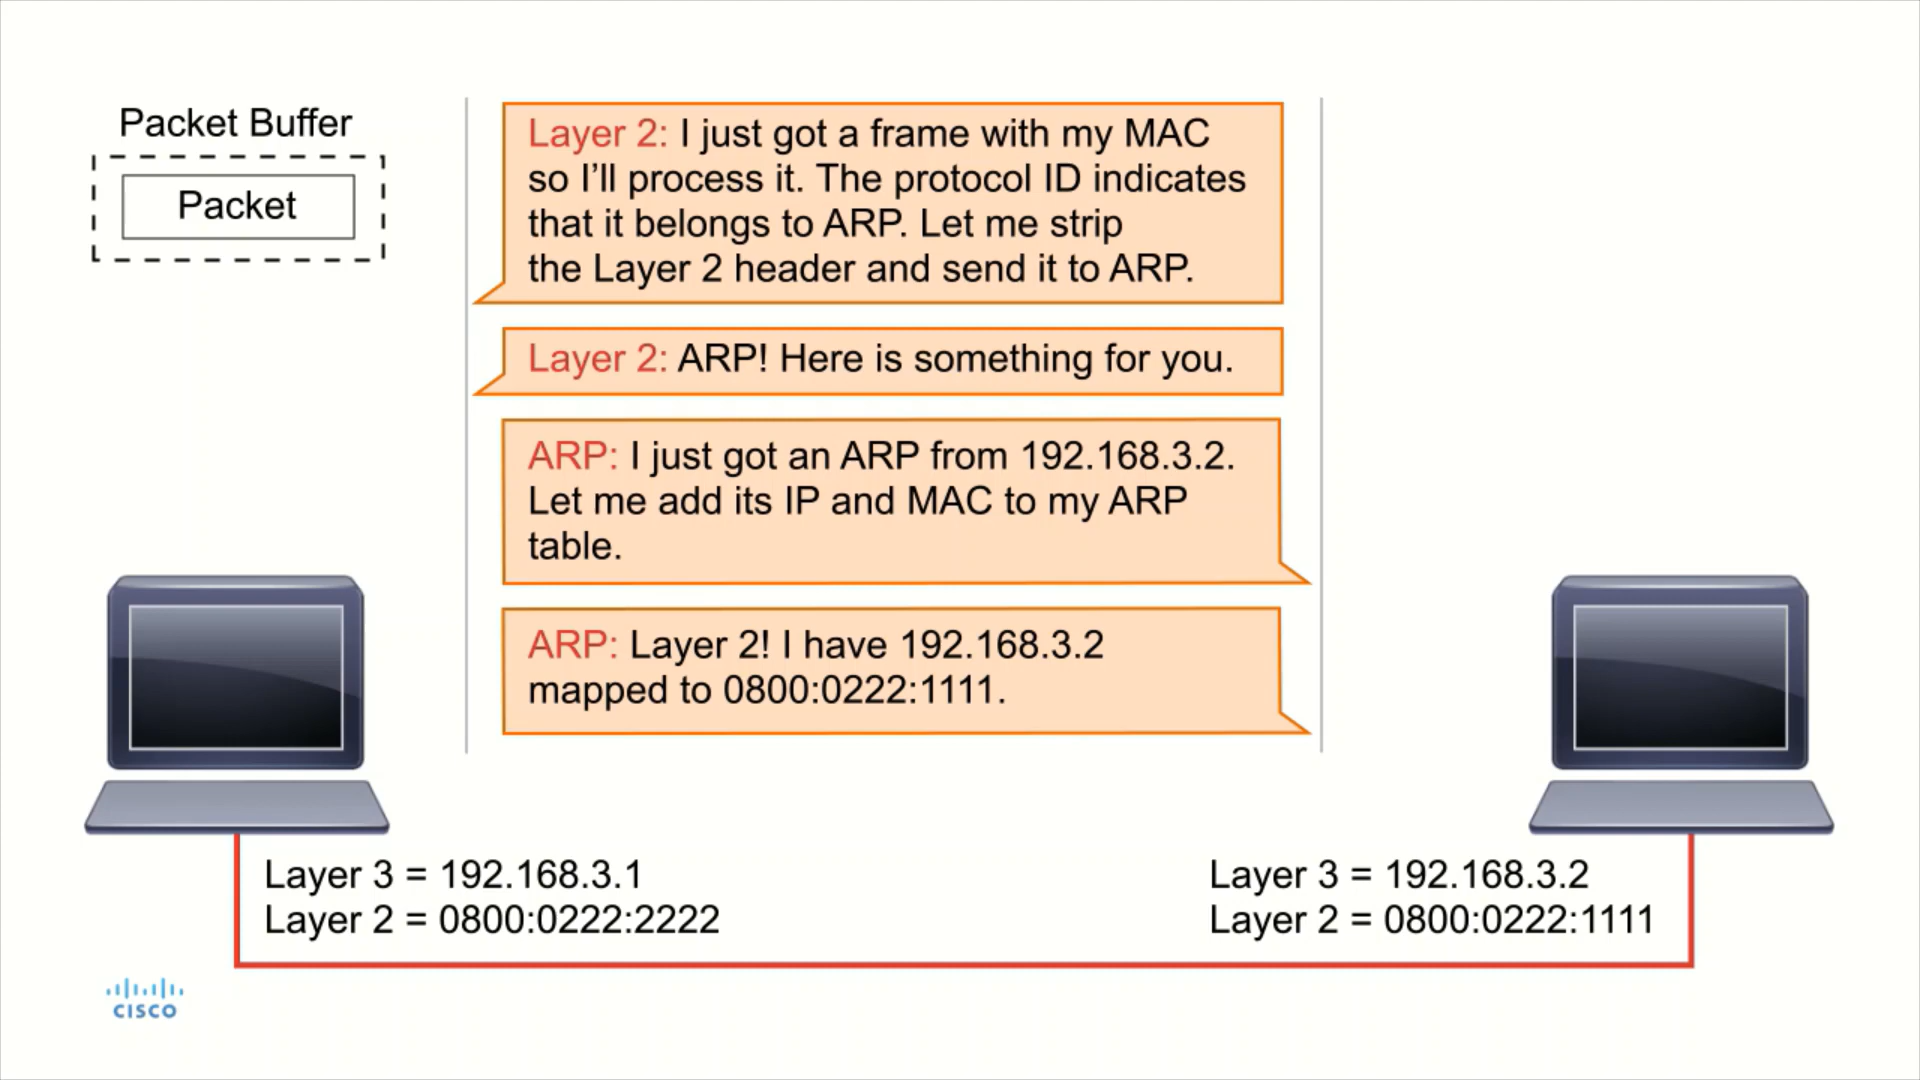 Packet Buffer
Packet
Layer 2: I just got a frame with my MAC
so I’ll process it. The protocol ID indicates
that it belongs to ARP. Let me strip
the Layer 2 header and send it to ARP.
Layer 2: ARP! Here is something for you.
ARP: I just got an ARP from 192.168.3.2.
Let me add its IP and MAC to my ARP
table.
ARP: Layer 2! I have 192.168.3.2
mapped to 0800:0222:1111.
Layer 3 = 192.168.3.1
Layer 2 = 0800:0222:2222
Layer 3 = 192.168.3.2
Layer 2 = 0800:0222:1111
CISCO